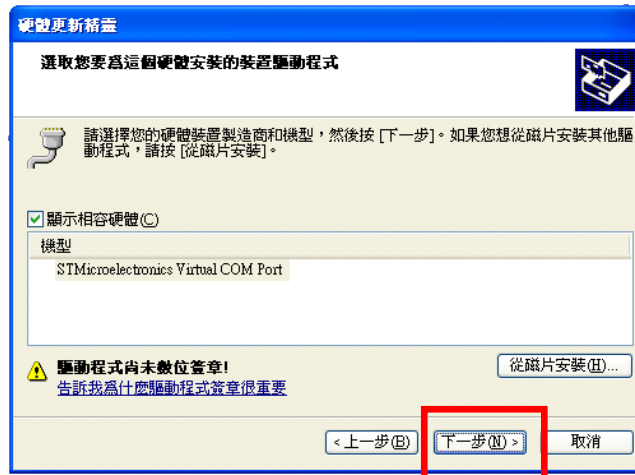 硬體更新精靈
選取您要為這個硬體安裝的裝置驅動程式
請選擇您的硬體裝置製造商和機型，然後按 [下一步]。如果您想從磁片安裝其他驅
動程式，請按 [從磁片安裝]。
顯示相容硬體(C)
機型
STMicroelectronics Virtual COM Port
驅動程式尚未數位簽章!
從磁片安裝(H)...
告訴我為什麼驅動程式簽章很重要
<上一步(B)
下一步(N) >
取消